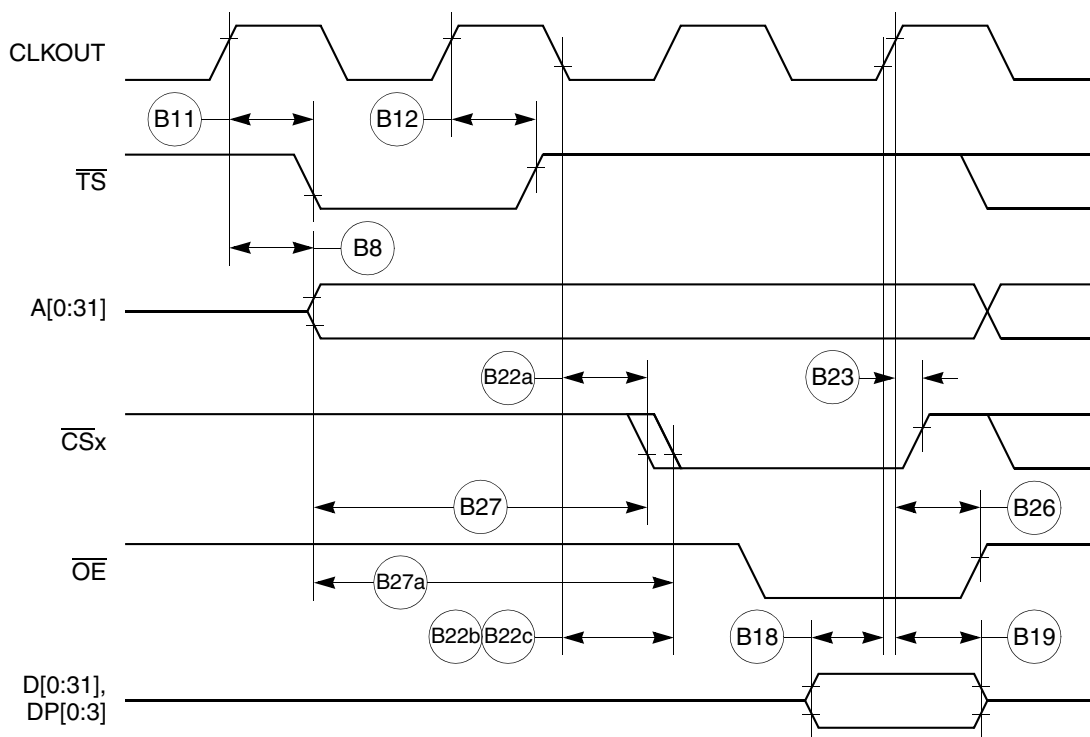 CLKOUT
B11
B12
TS
B8
A[0:31]
B22a
B23
CSx
B27
B26
OE
B27a
B22b B22c
B18
B19
D[0:31],
DP[0:3]